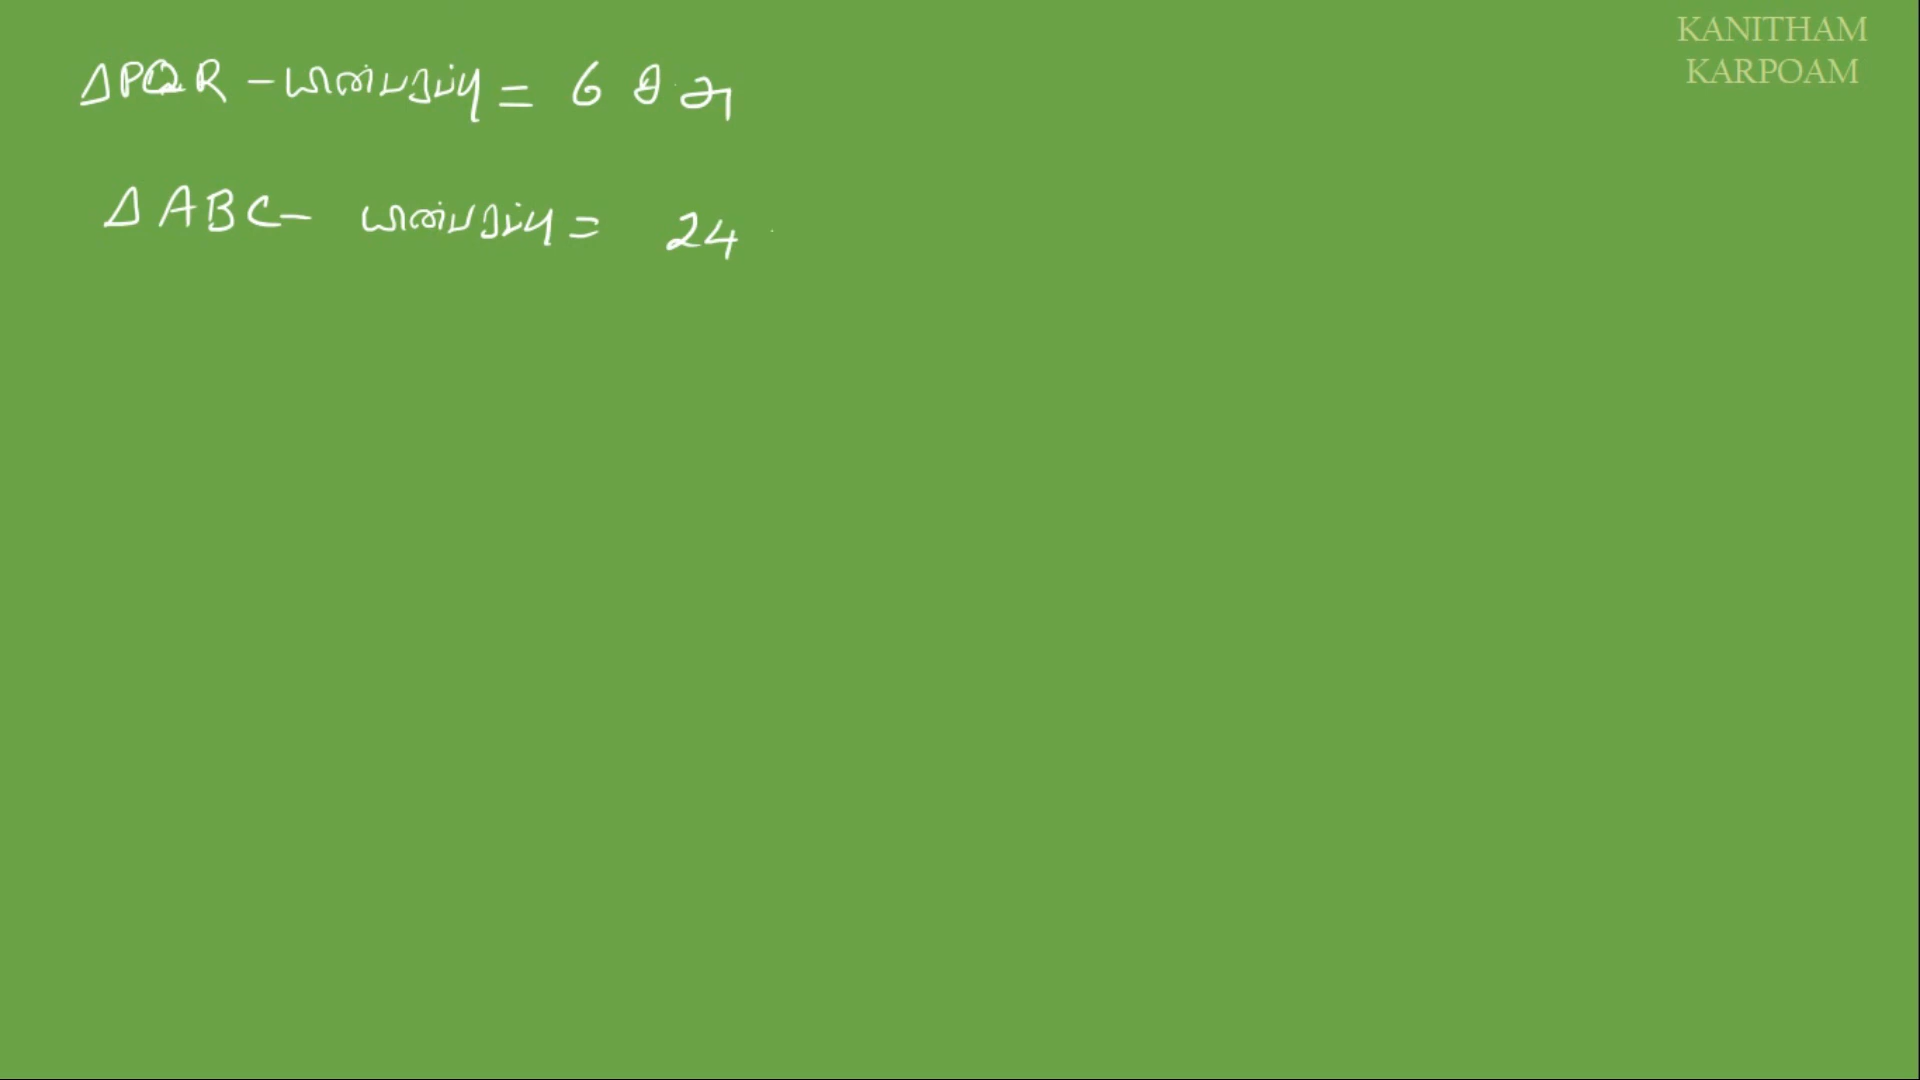 KANITHAM
KARPOAM
ΔPQR - யின்பரப்பு = 6 ச.அ
ΔABC - யின்பரப்பு = 24